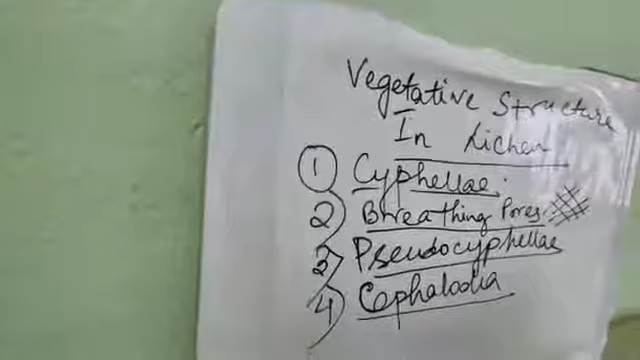 Vegetative Structure
In Lichen
1 Cyphellae.
2) Breathing Pores.
3) Pseudocyphellae
4) Cephalodia